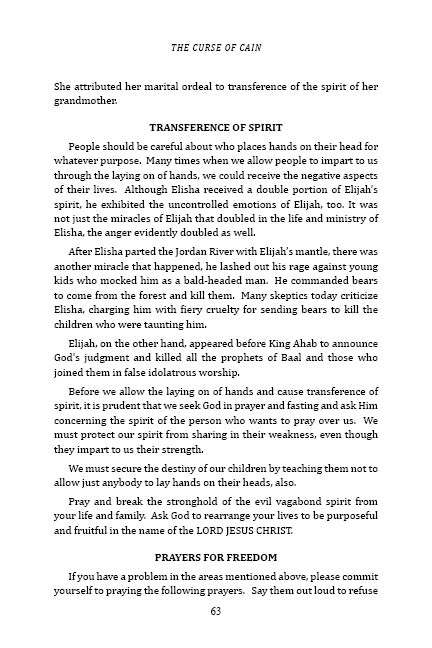 THE CURSE OF CAIN
She attributed her marital ordeal to transference of the spirit of her
grandmother.
TRANSFERENCE OF SPIRIT
People should be careful about who places hands on their head for
whatever purpose. Many times when we allow people to impart to us
through the laying on of hands, we could receive the negative aspects
of their lives. Although Elisha received a double portion of Elijah's
spirit, he exhibited the uncontrolled emotions of Elijah, too. It was
not just the miracles of Elijah that doubled in the life and ministry of
Elisha, the anger evidently doubled as well.
After Elisha parted the Jordan River with Elijah's mantle, there was
another miracle that happened, he lashed out his rage against young
kids who mocked him as a bald-headed man. He commanded bears
to come from the forest and kill them. Many skeptics today criticize
Elisha, charging him with fiery cruelty for sending bears to kill the
children who were taunting him.
Elijah, on the other hand, appeared before King Ahab to announce
God's judgment and killed all the prophets of Baal and those who
joined them in false idolatrous worship.
Before we allow the laying on of hands and cause transference of
spirit, it is prudent that we seek God in prayer and fasting and ask Him
concerning the spirit of the person who wants to pray over us. We
must protect our spirit from sharing in their weakness, even though
they impart to us their strength.
We must secure the destiny of our children by teaching them not to
allow just anybody to lay hands on their heads, also.
Pray and break the stronghold of the evil vagabond spirit from
your life and family. Ask God to rearrange your lives to be purposeful
and fruitful in the name of the LORD JESUS CHRIST.
PRAYERS FOR FREEDOM
If you have a problem in the areas mentioned above, please commit
yourself to praying the following prayers. Say them out loud to refuse
63